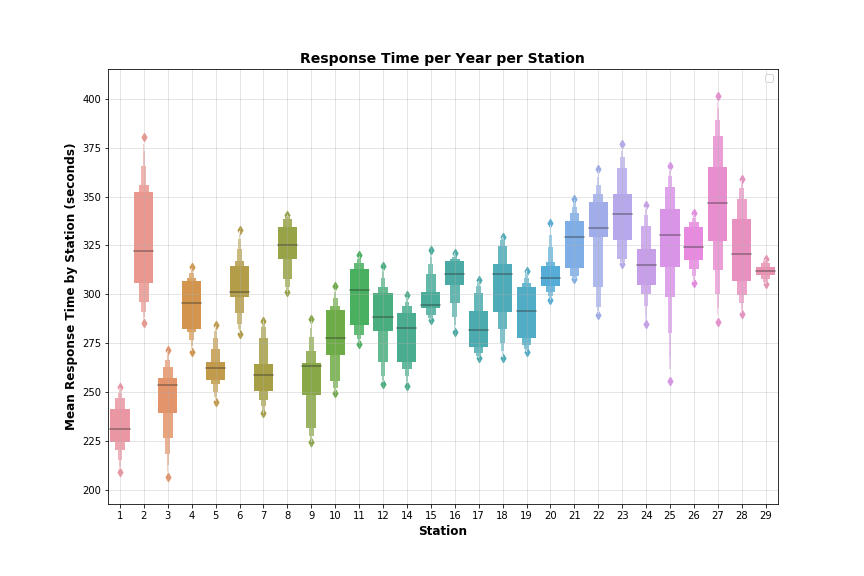 Response Time per Year per Station
Mean Response Time by Station (seconds)
400
375
350
325
300
275
250
225
200
1 2 3 4 5 6 7 8 9 10 11 12 14 15 16 17 18 19 20 21 22 23 24 25 26 27 28 29
Station